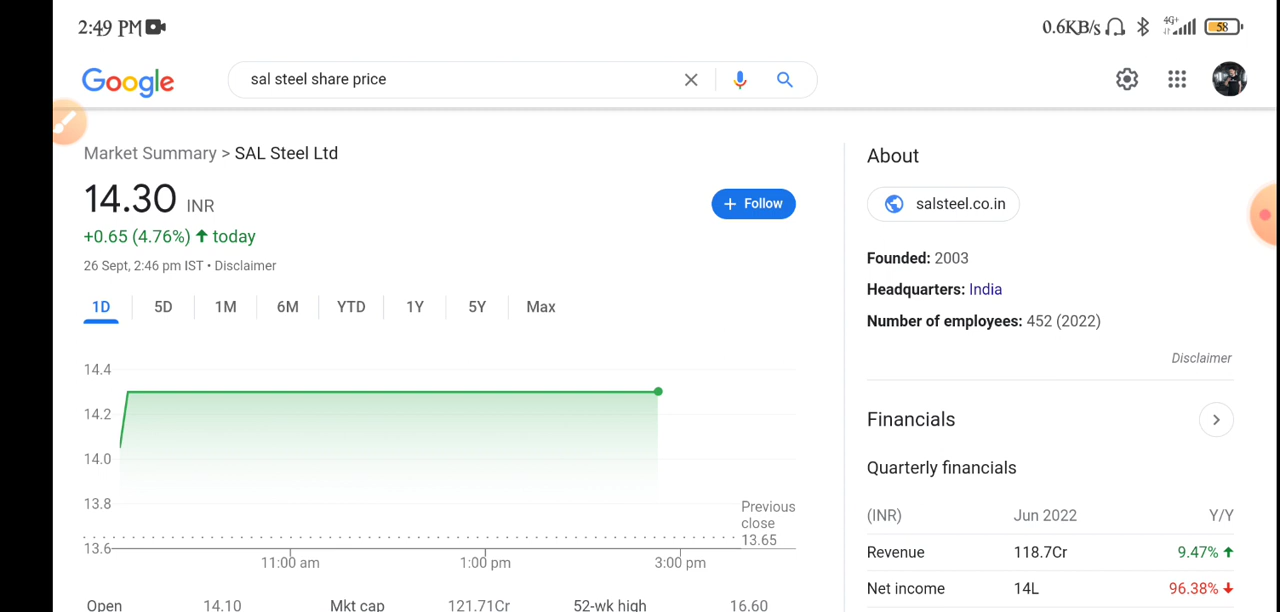 2:49 PM
0.6KB/s 4G+ 58
Google
sal steel share price
Market Summary > SAL Steel Ltd
14.30 INR
+ Follow
+0.65 (4.76%) ↑ today
26 Sept, 2:46 pm IST • Disclaimer
1D 5D 1M 6M YTD 1Y 5Y Max
14.4
14.2
14.0
13.8
13.6
Previous
close
13.65
11:00 am 1:00 pm 3:00 pm
Open 14.10 Mkt cap 121.71Cr 52-wk high 16.60
About
salsteel.co.in
Founded: 2003
Headquarters: India
Number of employees: 452 (2022)
Disclaimer
Financials
Quarterly financials
(INR) Jun 2022 Y/Y
Revenue 118.7Cr 9.47% ↑
Net income 14L 96.38% ↓